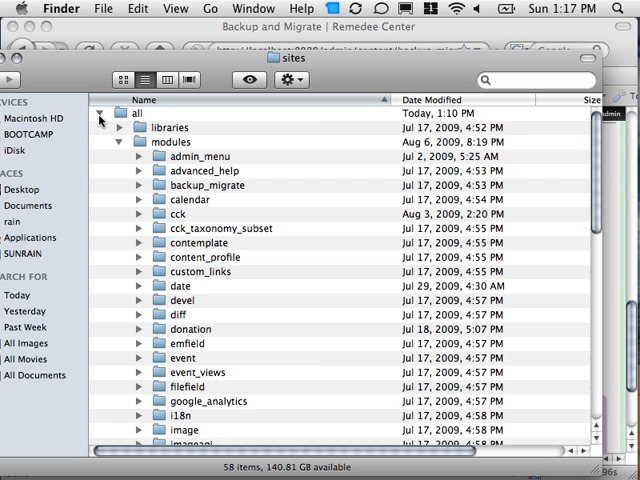 Finder File Edit View Go Window Help Sun 1:17 PM
Backup and Migrate | Remedee Center
sites
Name Date Modified Size
EVICES
Macintosh HD
BOOTCAMP
iDisk
ACES
Desktop
Documents
rain
Applications
SUNRAIN
ARCH FOR
Today
Yesterday
Past Week
All Images
All Movies
All Documents
all Today, 1:10 PM
libraries Jul 17, 2009, 4:52 PM
modules Aug 6, 2009, 8:19 PM
admin_menu Jul 2, 2009, 5:25 AM
advanced_help Jul 17, 2009, 4:53 PM
backup_migrate Jul 17, 2009, 4:53 PM
calendar Jul 17, 2009, 4:54 PM
cck Aug 3, 2009, 2:20 PM
cck_taxonomy_subset Jul 17, 2009, 4:55 PM
contemplate Jul 17, 2009, 4:55 PM
content_profile Jul 17, 2009, 4:55 PM
custom_links Jul 17, 2009, 4:55 PM
date Jul 29, 2009, 4:30 AM
devel Jul 17, 2009, 4:57 PM
diff Jul 17, 2009, 4:57 PM
donation Jul 18, 2009, 5:07 PM
emfield Jul 17, 2009, 4:57 PM
event Jul 17, 2009, 4:57 PM
event_views Jul 17, 2009, 4:57 PM
filefield Jul 17, 2009, 4:57 PM
google_analytics Jul 17, 2009, 4:57 PM
i18n Jul 17, 2009, 4:58 PM
image Jul 17, 2009, 4:58 PM
imageapi Jul 17, 2009, 4:58 PM
58 items, 140.81 GB available